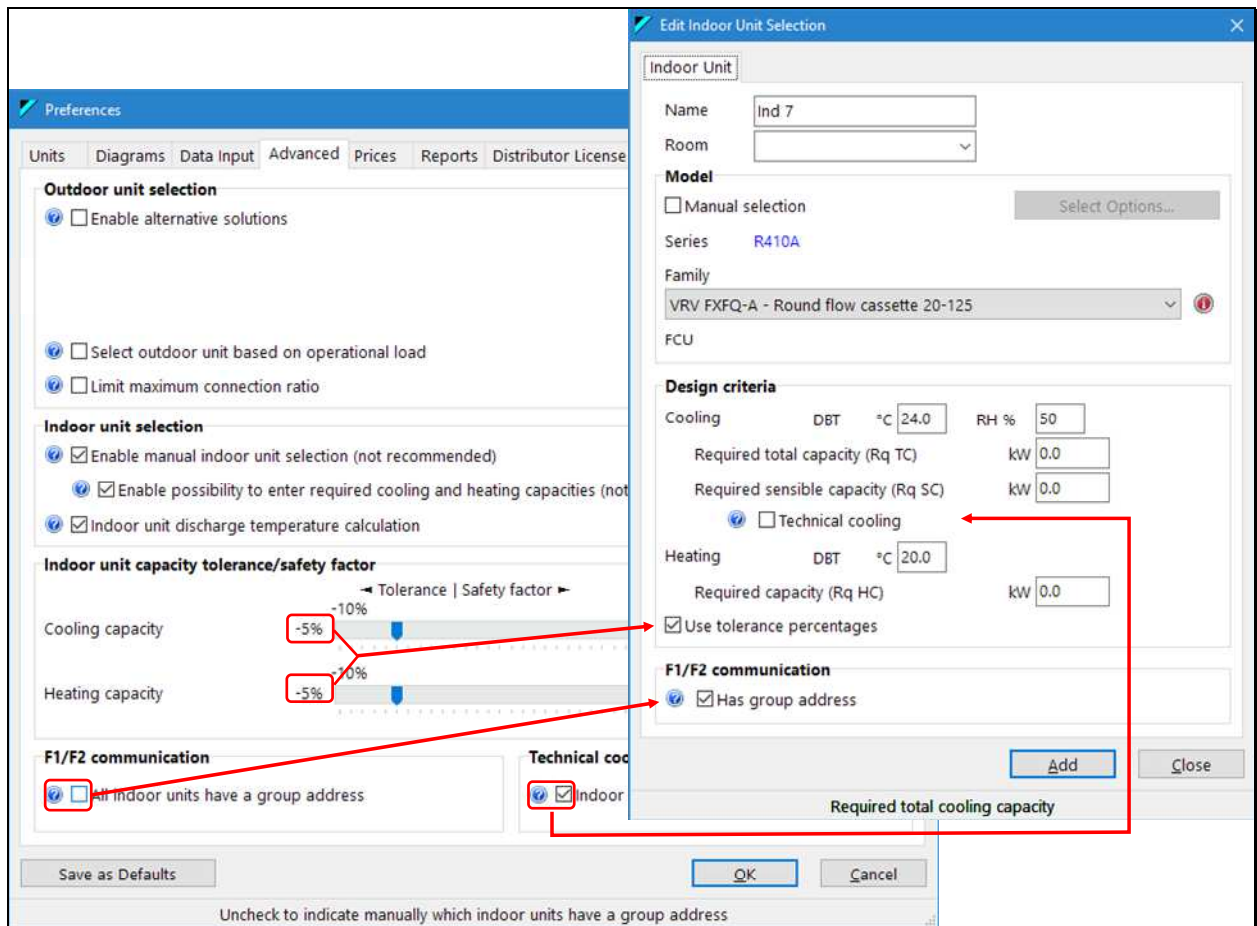 Preferences
Units Diagrams Data Input Advanced Prices Reports Distributor License
Outdoor unit selection
Enable alternative solutions
Select outdoor unit based on operational load
Limit maximum connection ratio
Indoor unit selection
Enable manual indoor unit selection (not recommended)
Enable possibility to enter required cooling and heating capacities (not
Indoor unit discharge temperature calculation
Indoor unit capacity tolerance/safety factor
◄ Tolerance | Safety factor ►
-10%
Cooling capacity -5%
-10%
Heating capacity -5%
F1/F2 communication
All indoor units have a group address
Technical coo
Indoor
Save as Defaults OK Cancel
Uncheck to indicate manually which indoor units have a group address
Edit Indoor Unit Selection
Indoor Unit
Name Ind 7
Room
Model
Manual selection Select Options...
Series R410A
Family
VRV FXFQ-A - Round flow cassette 20-125
FCU
Design criteria
Cooling DBT °C 24.0 RH % 50
Required total capacity (Rq TC) kW 0.0
Required sensible capacity (Rq SC) kW 0.0
Technical cooling
Heating DBT °C 20.0
Required capacity (Rq HC) kW 0.0
Use tolerance percentages
F1/F2 communication
Has group address
Add Close
Required total cooling capacity